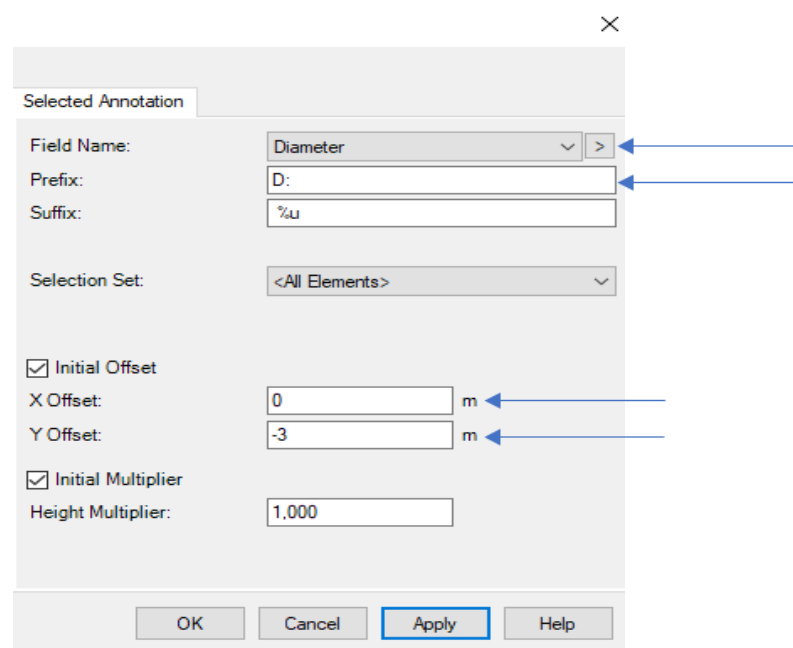 Selected Annotation
Field Name: Diameter >
Prefix: D:
Suffix: %u
Selection Set: <All Elements>
Initial Offset
X Offset: 0 m
Y Offset: -3 m
Initial Multiplier
Height Multiplier: 1,000
OK Cancel Apply Help